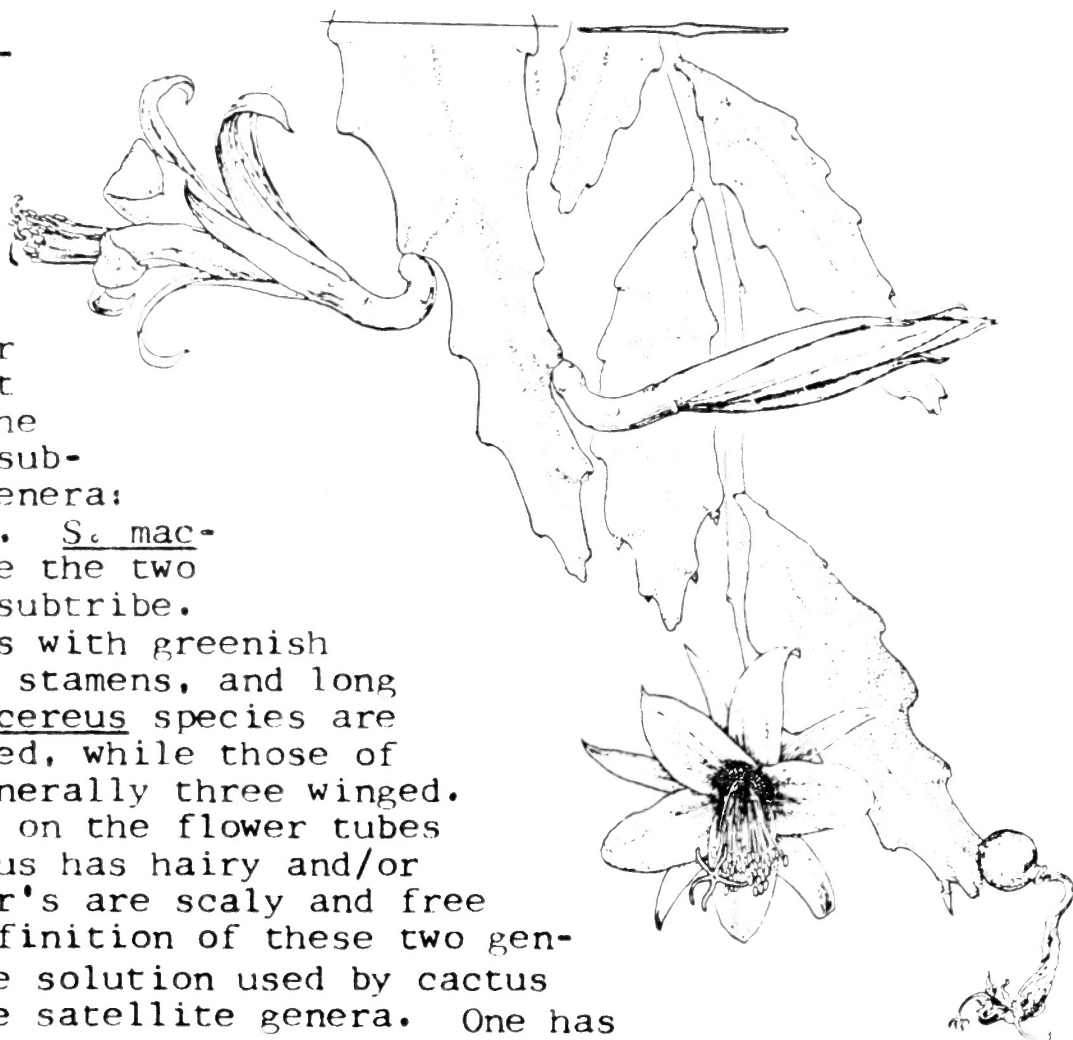 -
r
t
ne
sub-
enera:
. S. mac-
e the two
subtribe.
s with greenish
stamens, and long
cereus species are
ed, while those of
nerally three winged.
on the flower tubes
us has hairy and/or
r's are scaly and free
finition of these two gen-
e solution used by cactus
e satellite genera. One has